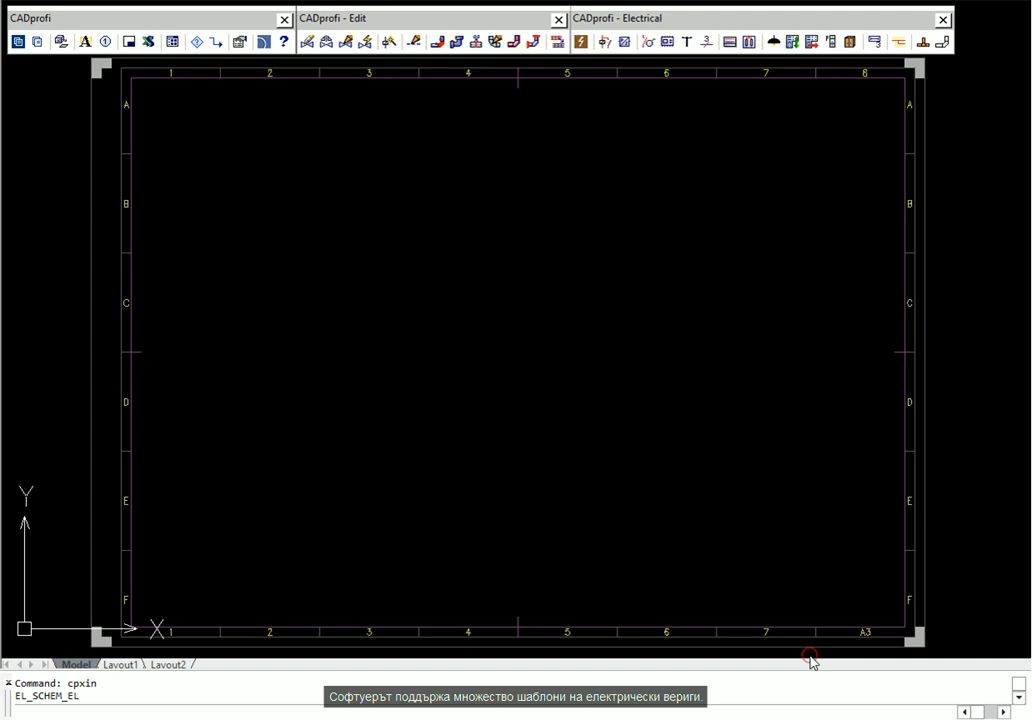 CADprofi
CADprofi - Edit
CADprofi - Electrical
1 2 3 4 5 6 7 8
A A
B B
C C
D D
E E
F F
Y
X
1 2 3 4 5 6 7 A3
Model Layout1 Layout2
Command: cpxin
EL_SCHEM_EL
Софтуерът поддържа множество шаблони на електрически вериги.